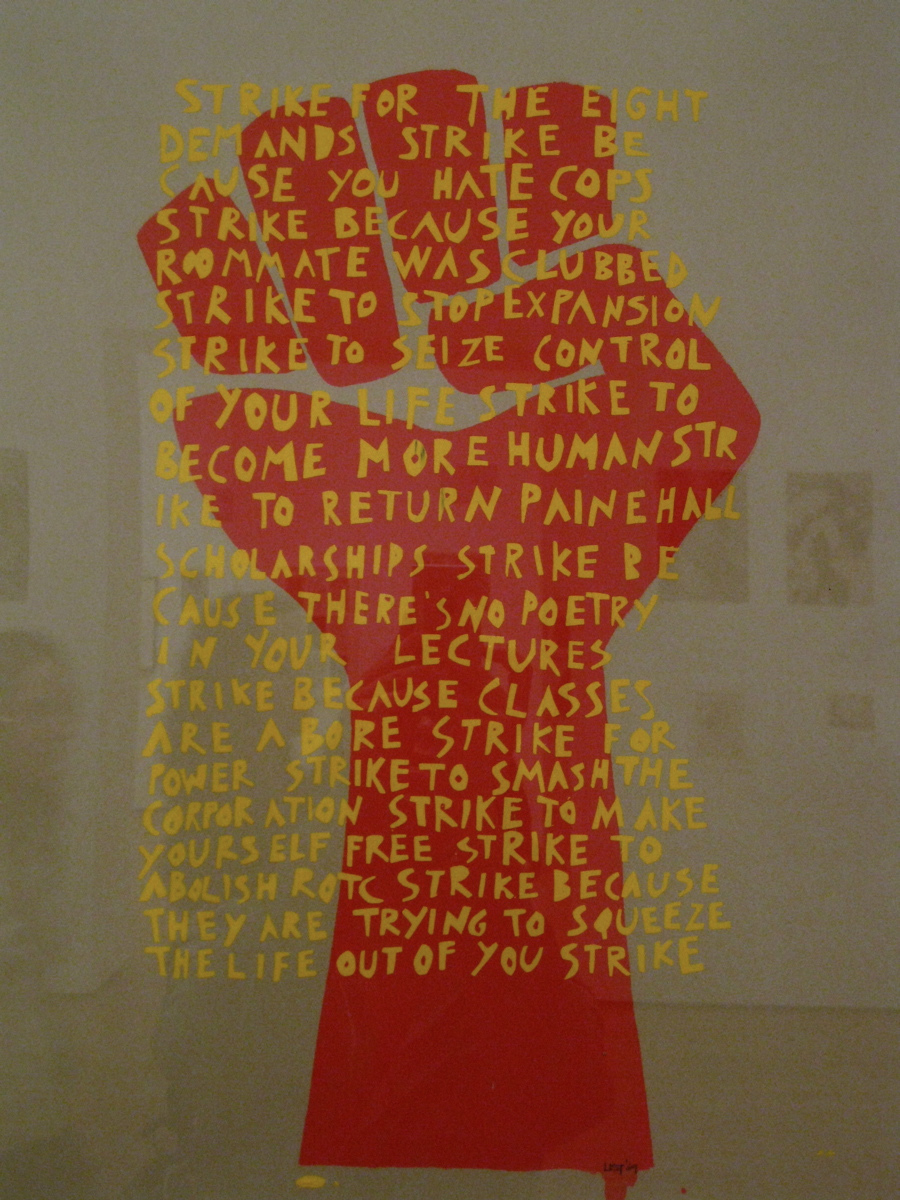 STRIKE FOR THE EIGHT
DEMANDS STRIKE BE
CAUSE YOU HATE COPS
STRIKE BECAUSE YOUR
ROOMMATE WAS CLUBBED
STRIKE TO STOP EXPANSION
STRIKE TO SEIZE CONTROL
OF YOUR LIFE STRIKE TO
BECOME MORE HUMAN STR
IKE TO RETURN PAINE HALL
SCHOLARSHIPS STRIKE BE
CAUSE THERE'S NO POETRY
IN YOUR LECTURES
STRIKE BECAUSE CLASSES
ARE A BORE STRIKE FOR
POWER STRIKE TO SMASH THE
CORPORATION STRIKE TO MAKE
YOURSELF FREE STRIKE TO
ABOLISH ROTC STRIKE BECAUSE
THEY ARE TRYING TO SQUEEZE
THE LIFE OUT OF YOU STRIKE